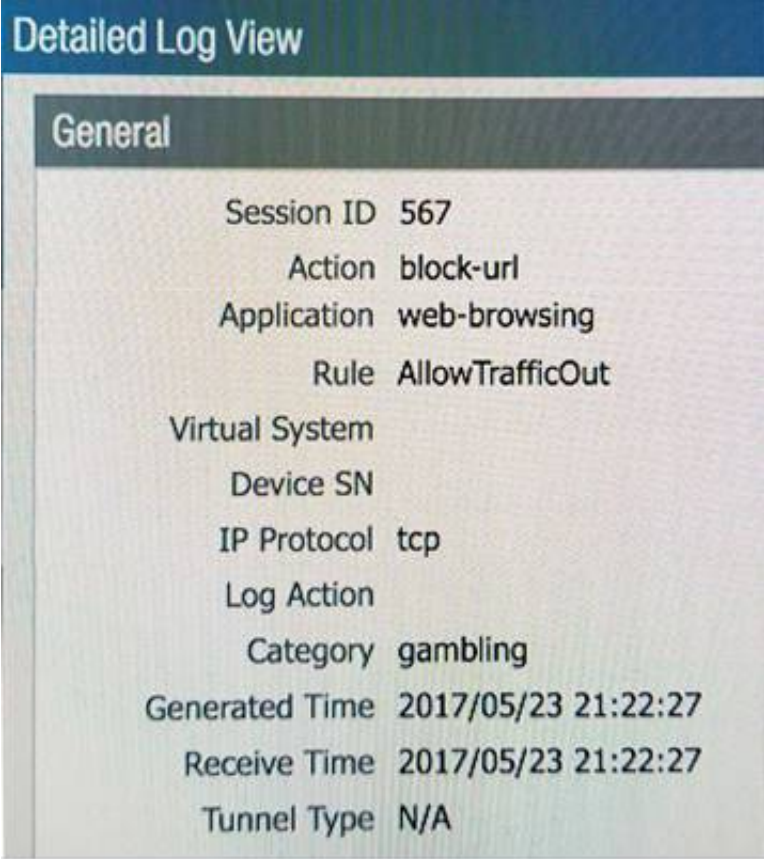 Detailed Log View
General
Session ID 567
Action block-url
Application web-browsing
Rule AllowTrafficOut
Virtual System
Device SN
IP Protocol tcp
Log Action
Category gambling
Generated Time 2017/05/23 21:22:27
Receive Time 2017/05/23 21:22:27
Tunnel Type N/A